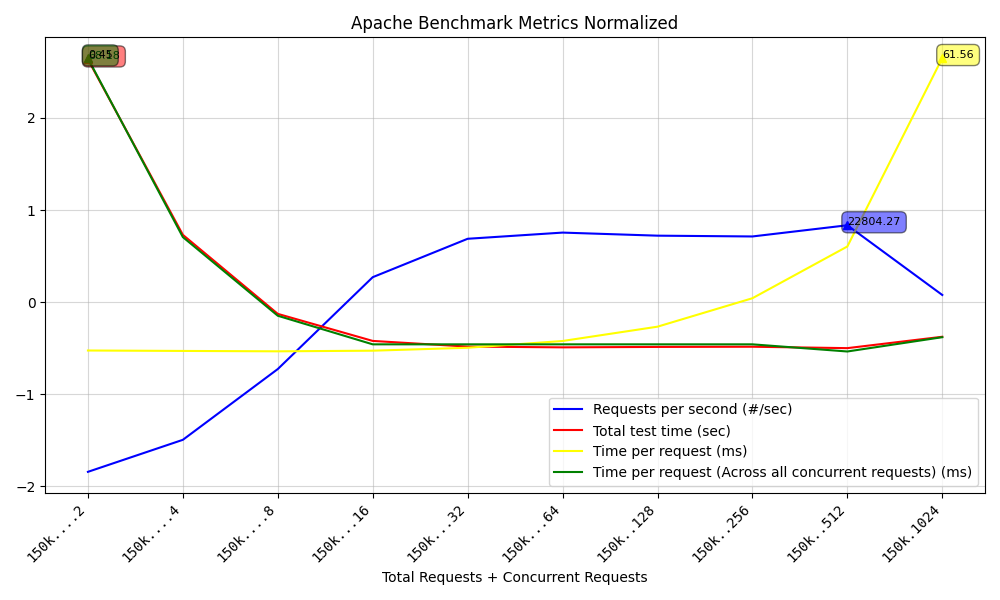 Apache Benchmark Metrics Normalized
0.45
61.56
22804.27
2
1
0
−1
−2
Requests per second (#/sec)
Total test time (sec)
Time per request (ms)
Time per request (Across all concurrent requests) (ms)
150k....2
150k....4
150k....8
150k...16
150k...32
150k...64
150k..128
150k..256
150k..512
150k.1024
Total Requests + Concurrent Requests